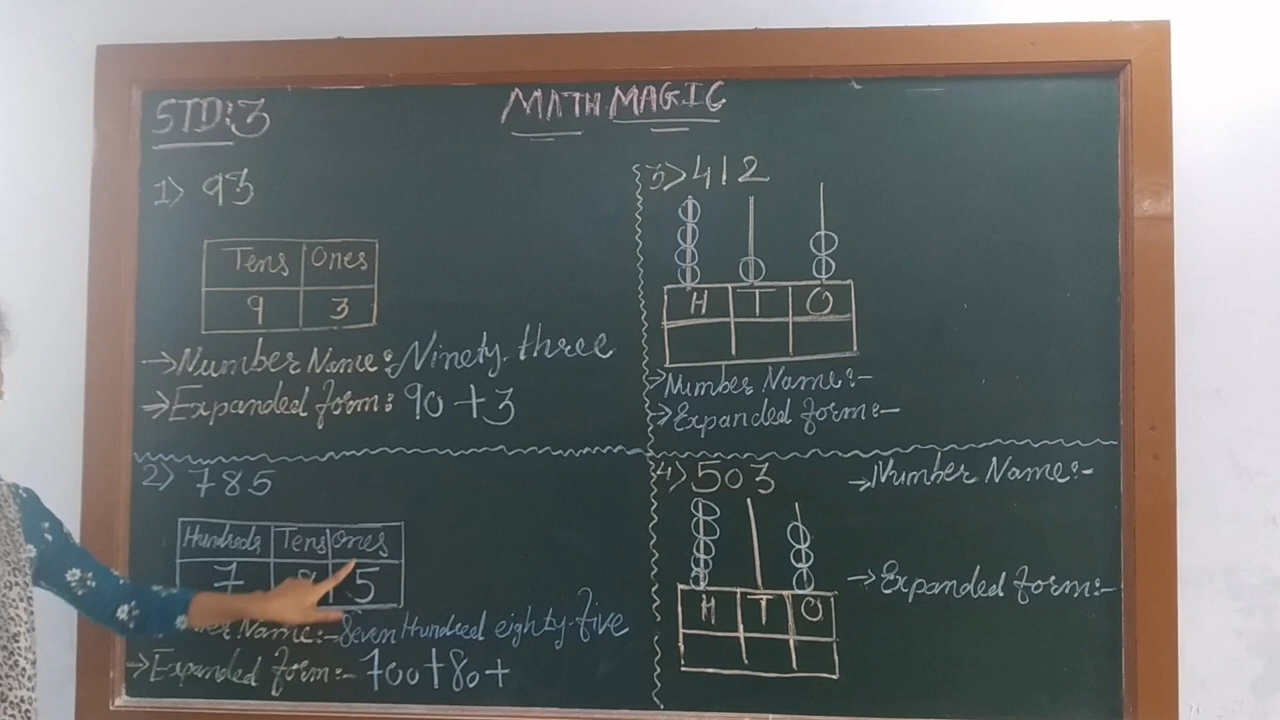 STD:3
MATH MAGIC
1) 93
Tens Ones
9 3
→Number Name: Ninety-three
→Expanded form: 90+3
2) 785
Hundreds Tens Ones
7 8 5
Name:- Seven Hundred eighty-five
→Expanded form:- 700+80+
3) 412
H T O
→Number Name:-
→Expanded form:-
4) 503
→Number Name:-
H T O
→Expanded form:-